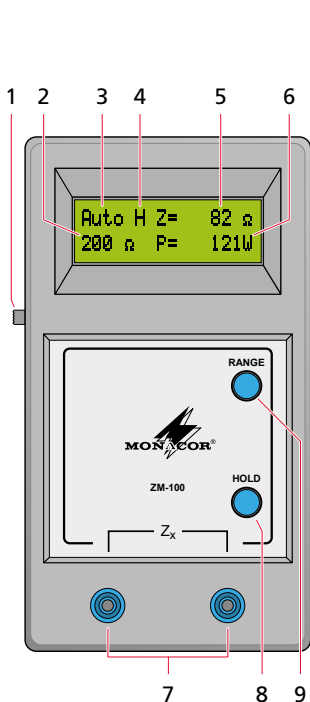 1 2 3 4 5 6
Auto H Z= 82 Ω
200 Ω P= 121W
RANGE
MONACOR®
ZM-100
HOLD
Zx
7 8 9